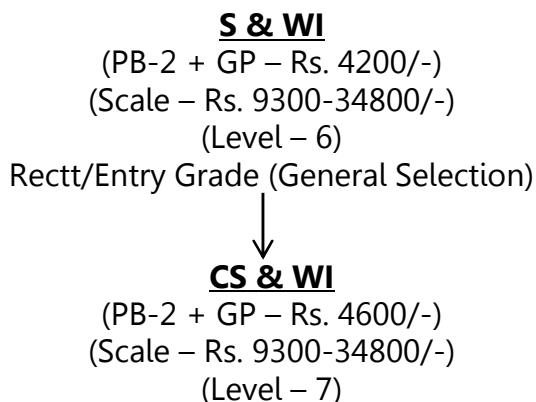 S & WI
(PB-2 + GP – Rs. 4200/-)
(Scale – Rs. 9300-34800/-)
(Level – 6)
Rectt/Entry Grade (General Selection)
CS & WI
(PB-2 + GP – Rs. 4600/-)
(Scale – Rs. 9300-34800/-)
(Level – 7)